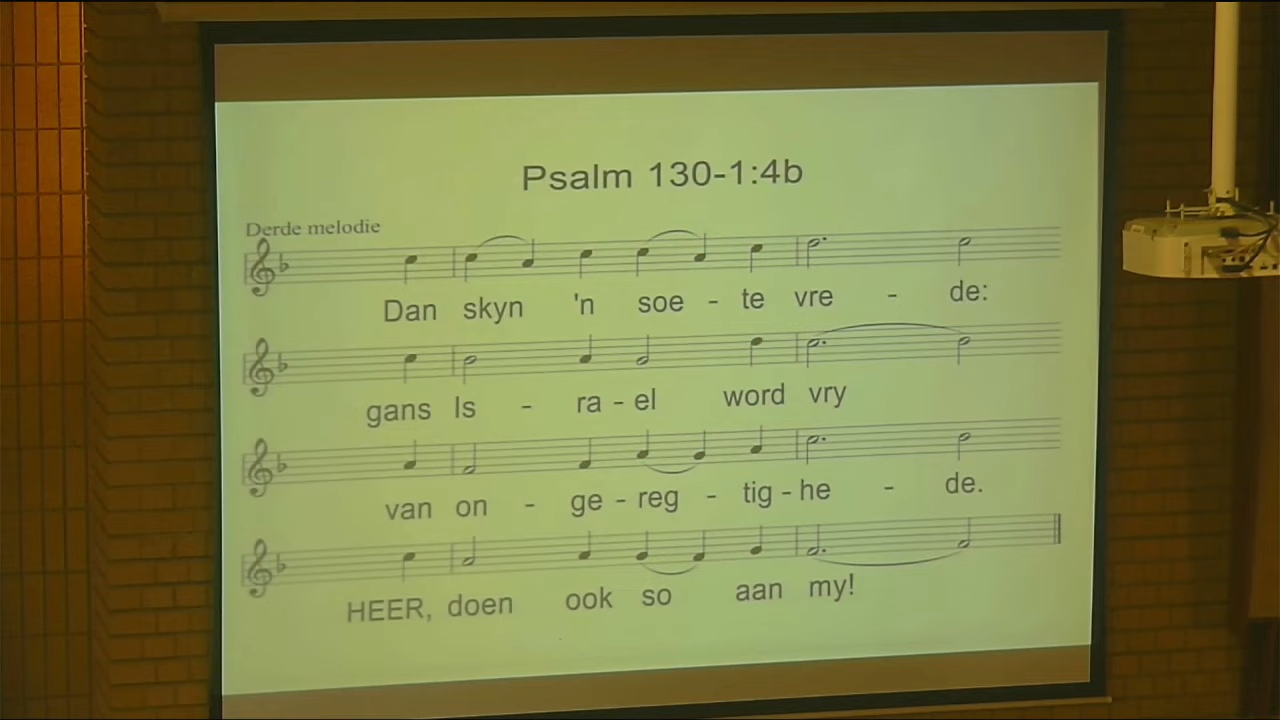 Psalm 130-1:4b
Derde melodie
Dan skyn 'n soe - te vre - de:
gans Is - ra - el word vry
van on - ge - reg - tig - he - de.
HEER, doen ook so aan my!